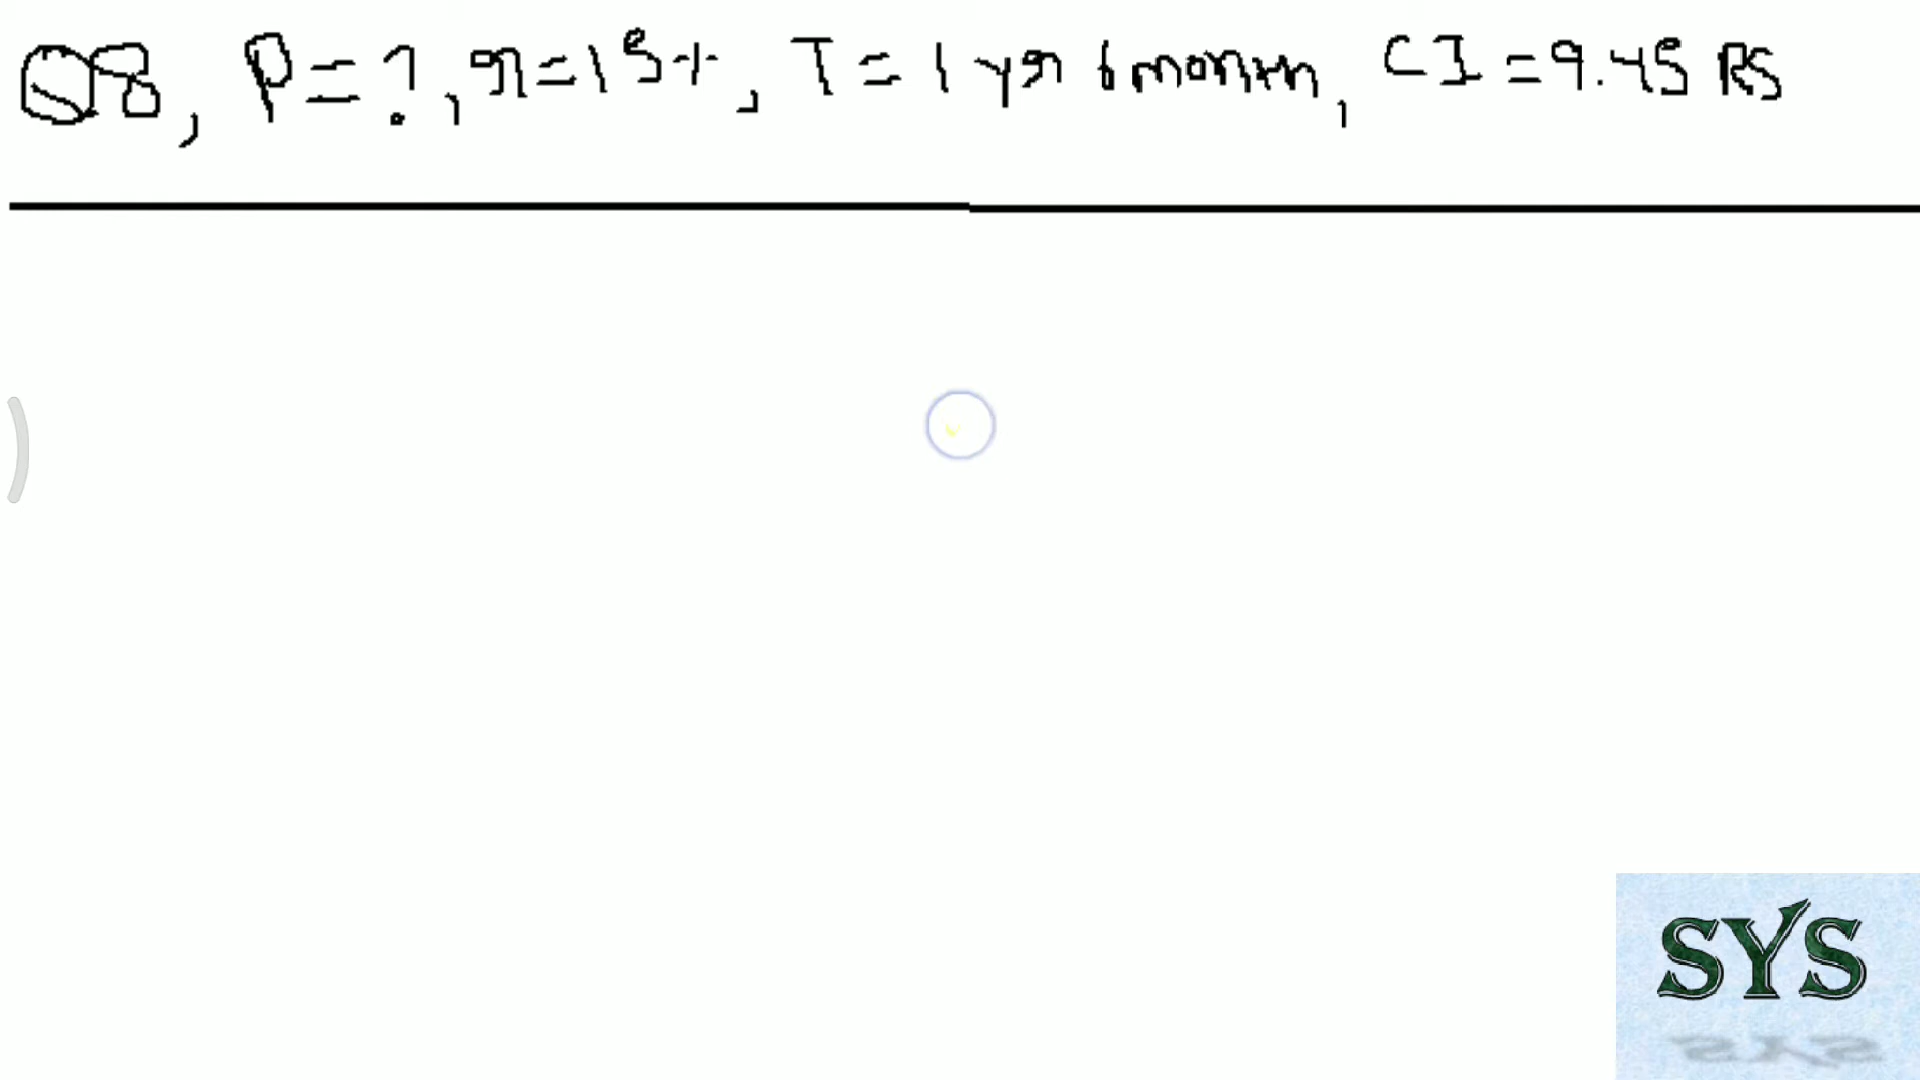 Q8, P=?, r=15%, T=1 yr 6 month, CI=9.45 RS
SYS